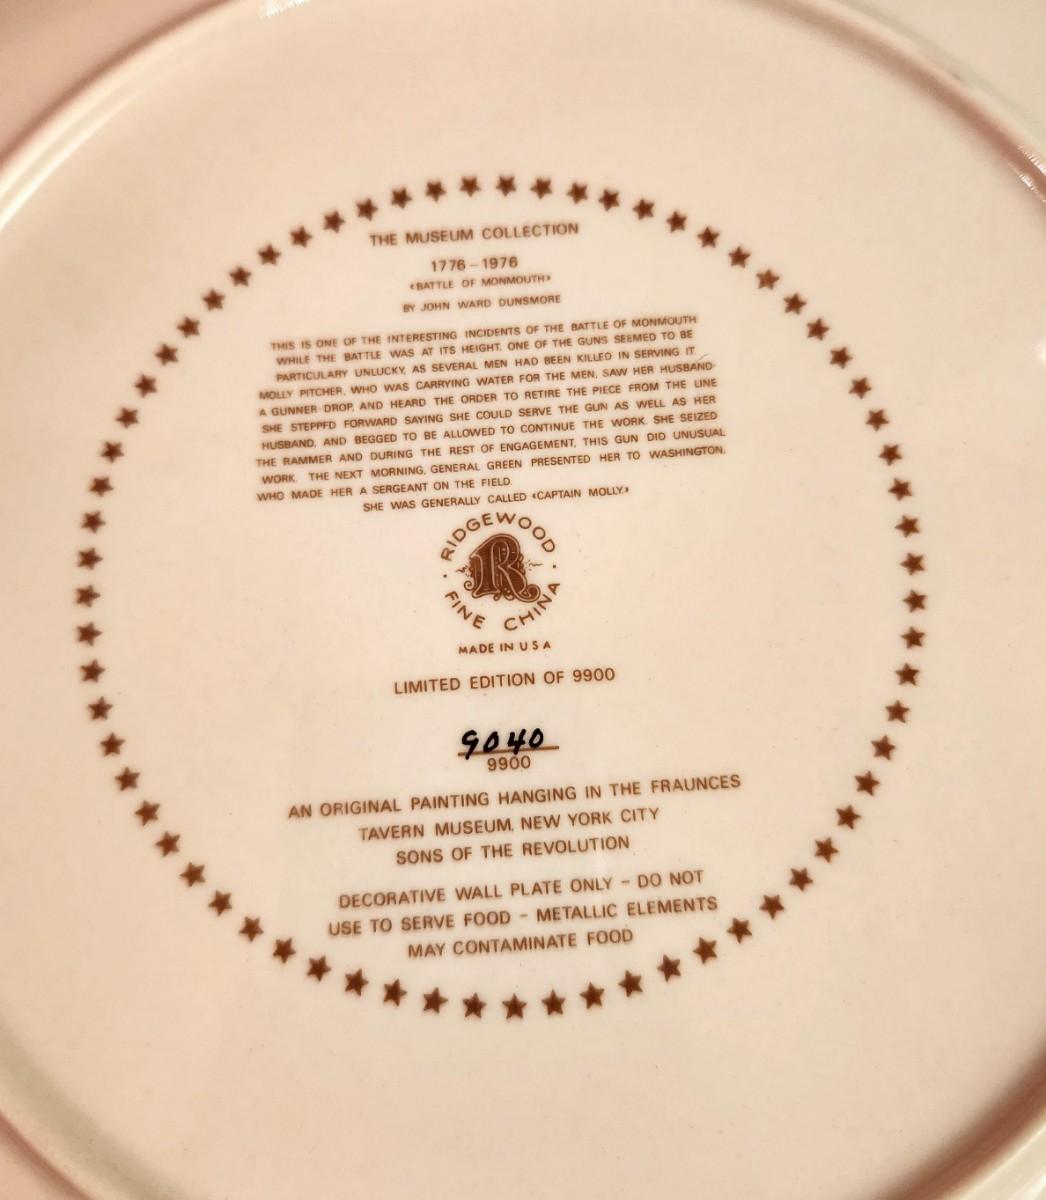 THE MUSEUM COLLECTION
1776 - 1976
«BATTLE OF MONMOUTH»
BY JOHN WARD DUNSMORE
THIS IS ONE OF THE INTERESTING INCIDENTS OF THE BATTLE OF MONMOUTH.
WHILE THE BATTLE WAS AT ITS HEIGHT, ONE OF THE GUNS SEEMED TO BE
PARTICULARY UNLUCKY, AS SEVERAL MEN HAD BEEN KILLED IN SERVING IT.
MOLLY PITCHER, WHO WAS CARRYING WATER FOR THE MEN, SAW HER HUSBAND-
A GUNNER-DROP, AND HEARD THE ORDER TO RETIRE THE PIECE FROM THE LINE
SHE STEPPFD FORWARD SAYING SHE COULD SERVE THE GUN AS WELL AS HER
HUSBAND, AND BEGGED TO BE ALLOWED TO CONTINUE THE WORK. SHE SEIZED
THE RAMMER AND DURING THE REST OF ENGAGEMENT, THIS GUN DID UNUSUAL
WORK. THE NEXT MORNING, GENERAL GREEN PRESENTED HER TO WASHINGTON,
WHO MADE HER A SERGEANT ON THE FIELD.
SHE WAS GENERALLY CALLED «CAPTAIN MOLLY.»
RIDGEWOOD
R
FINE CHINA
MADE IN U S A
LIMITED EDITION OF 9900
9040
9900
AN ORIGINAL PAINTING HANGING IN THE FRAUNCES
TAVERN MUSEUM, NEW YORK CITY
SONS OF THE REVOLUTION
DECORATIVE WALL PLATE ONLY - DO NOT
USE TO SERVE FOOD - METALLIC ELEMENTS
MAY CONTAMINATE FOOD